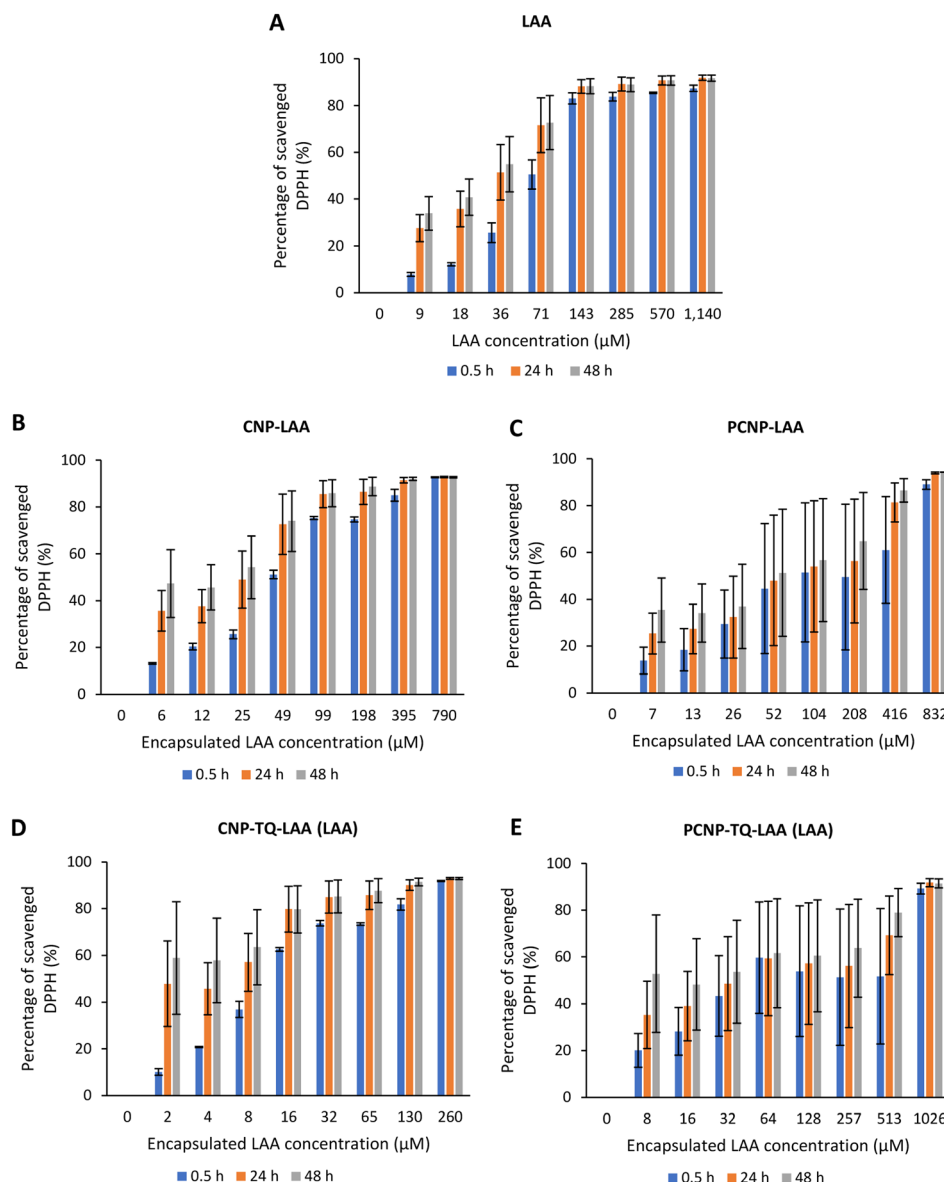 A
LAA
Percentage of scavenged
DPPH (%)
100
80
60
40
20
0
0 9 18 36 71 143 285 570 1,140
LAA concentration (µM)
0.5 h 24 h 48 h
B
CNP-LAA
Percentage of scavenged
DPPH (%)
100
80
60
40
20
0
0 6 12 25 49 99 198 395 790
Encapsulated LAA concentration (µM)
0.5 h 24 h 48 h
C
PCNP-LAA
Percentage of scavenged
DPPH (%)
100
80
60
40
20
0
0 7 13 26 52 104 208 416 832
Encapsulated LAA concentration (µM)
0.5 h 24 h 48 h
D
CNP-TQ-LAA (LAA)
Percentage of scavenged
DPPH (%)
100
80
60
40
20
0
0 2 4 8 16 32 65 130 260
Encapsulated LAA concentration (µM)
0.5 h 24 h 48 h
E
PCNP-TQ-LAA (LAA)
Percentage of scavenged
DPPH (%)
100
80
60
40
20
0
0 8 16 32 64 128 257 513 1026
Encapsulated LAA concentration (µM)
0.5 h 24 h 48 h